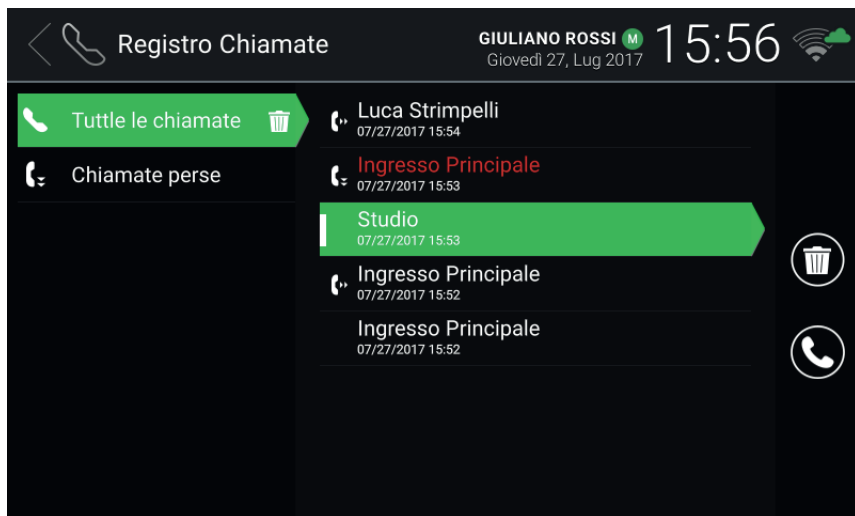 Registro Chiamate
GIULIANO ROSSI M
Giovedì 27, Lug 2017
15:56
Tuttle le chiamate
Chiamate perse
Luca Strimpelli
07/27/2017 15:54
Ingresso Principale
07/27/2017 15:53
Studio
07/27/2017 15:53
Ingresso Principale
07/27/2017 15:52
Ingresso Principale
07/27/2017 15:52